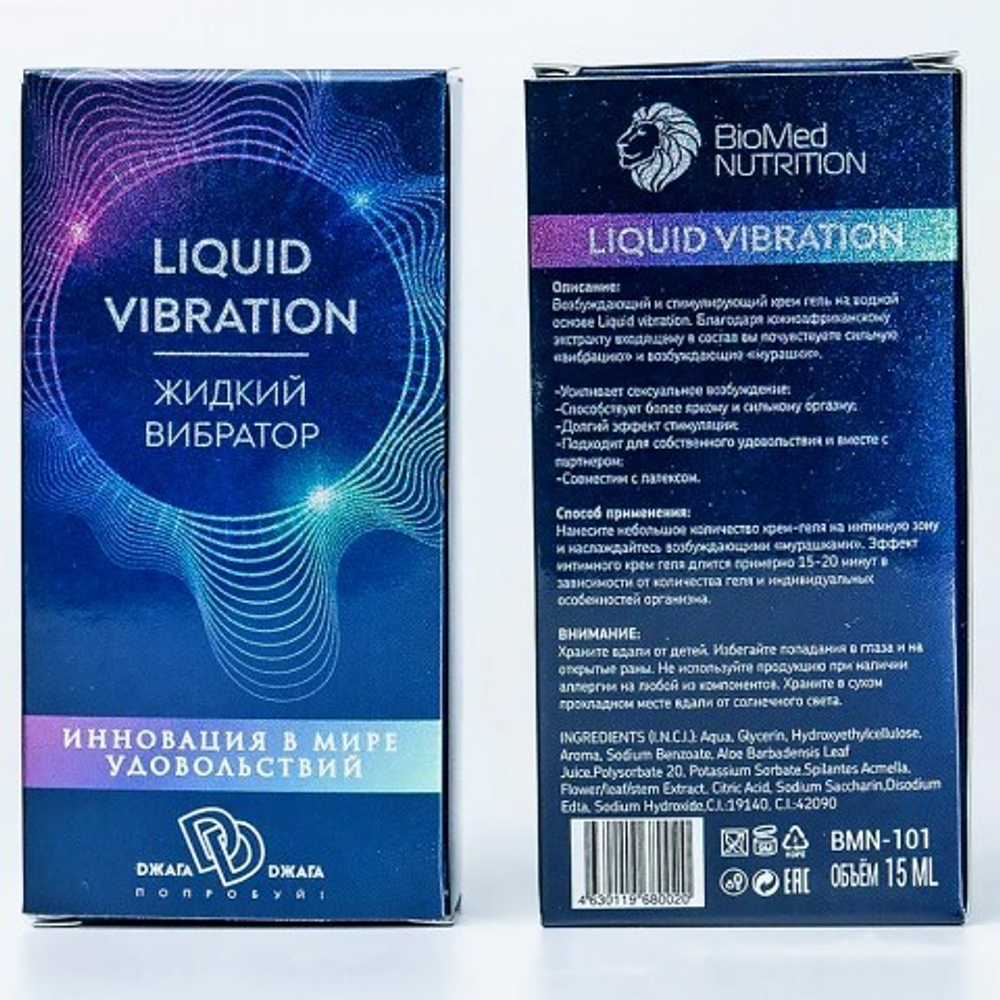 LIQUID
VIBRATION
ЖИДКИЙ
ВИБРАТОР
ИННОВАЦИЯ В МИРЕ
УДОВОЛЬСТВИЙ
DЖАГА DЖАГА
ПОПРОБУЙ!
BioMed
NUTRITION
LIQUID VIBRATION
Описание:
Возбуждающий и стимулирующий крем гель на водной
основе Liquid vibration. Благодаря южноафриканскому
экстракту входящему в состав вы почувствуете сильную
«вибрацию» и возбуждающие «мурашки».
-Усиливает сексуальное возбуждение;
-Способствует более яркому и сильному оргазму;
-Долгий эффект стимуляции;
-Подходит для собственного удовольствия и вместе с
партнером;
-Совместим с латексом.
Способ применения:
Нанесите небольшое количество крем-геля на интимную зону
и наслаждайтесь возбуждающими «мурашками». Эффект
интимного крем геля длится примерно 15-20 минут в
зависимости от количества геля и индивидуальных
особенностей организма.
ВНИМАНИЕ:
Храните вдали от детей. Избегайте попадания в глаза и на
открытые раны. Не используйте продукцию при наличии
аллергии на любой из компонентов. Храните в сухом
прохладном месте вдали от солнечного света.
INGREDIENTS (I.N.C.I.): Aqua, Glycerin, Hydroxyethylcellulose,
Aroma, Sodium Benzoate, Aloe Barbadensis Leaf
Juice,Polysorbate 20, Potassium Sorbate,Spilantes Acmella,
Flower/leaf/stem Extract, Citric Acid, Sodium Saccharin,Disodium
Edta, Sodium Hydroxide,C.I.:19140, C.I.:42090
BMN-101
EAC ОБЪЁМ 15 ML
4 630119 680020